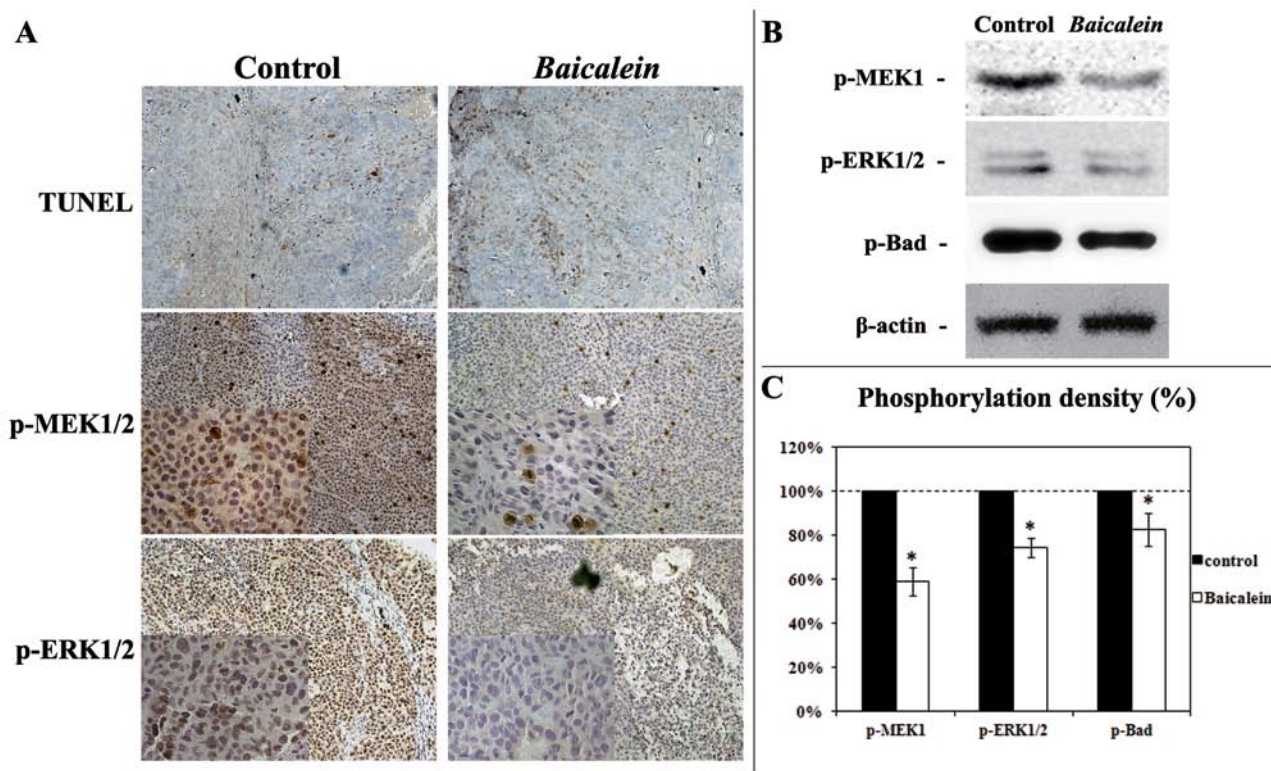 A
Control Baicalein
TUNEL
p-MEK1/2
p-ERK1/2
B
Control Baicalein
p-MEK1 -
p-ERK1/2 -
p-Bad -
β-actin -
C
Phosphorylation density (%)
120%
100%
80%
60%
40%
20%
0%
* * *
p-MEK1 p-ERK1/2 p-Bad
control
Baicalein